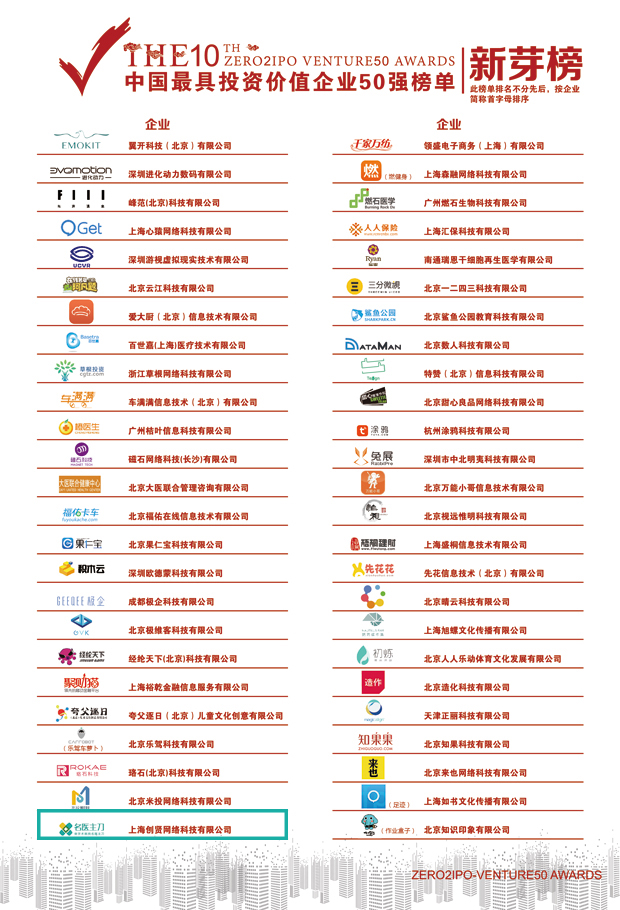 THE10TH ZERO2IPO VENTURE50 AWARDS
中国最具投资价值企业50强榜单
新芽榜
此榜单排名不分先后，按企业
简称首字母排序
企业
EMOKIT 翼开科技（北京）有限公司
evomotion 进化动力 深圳进化动力数码有限公司
FIII 峰范(北京)科技有限公司
Get 上海心猿网络科技有限公司
UCVR 深圳游视虚拟现实技术有限公司
北京云江科技有限公司
爱大厨（北京）信息技术有限公司
百世嘉(上海)医疗技术有限公司
草根投资 cgtz.com 浙江草根网络科技有限公司
车满满信息技术（北京）有限公司
橙医生 广州桔叶信息科技有限公司
磁石网络科技(长沙)有限公司
大医联合健康中心 北京大医联合管理咨询有限公司
福佑卡车 fuyoukache.com 北京福佑在线信息技术有限公司
果仁宝 北京果仁宝科技有限公司
积木云 深圳欧德蒙科技有限公司
GEEQEE极企 成都极企科技有限公司
OVK 北京极维客科技有限公司
经纶天下 经纶天下(北京)科技有限公司
聚财猫 上海裕乾金融信息服务有限公司
夸父逐日 夸父逐日（北京）儿童文化创意有限公司
（乐驾车萝卜） 北京乐驾科技有限公司
ROKAE 珞石科技 珞石(北京)科技有限公司
北京米投网络科技有限公司
名医主刀 上海创贤网络科技有限公司
企业
千家万纺 领盛电子商务（上海）有限公司
燃 （燃健身） 上海森融网络科技有限公司
燃石医学 Burning Rock Dx 广州燃石生物科技有限公司
人人保险 上海汇保科技有限公司
Ryan 南通瑞恩干细胞再生医学有限公司
三分微视 北京一二四三科技有限公司
鲨鱼公园 SHARKPARK.CN 北京鲨鱼公园教育科技有限公司
DATAMAN 北京数人科技有限公司
特赞（北京）信息科技有限公司
北京甜心良品网络科技有限公司
涂鸦 杭州涂鸦科技有限公司
兔展 RabbitPre 深圳市中北明夷科技有限公司
北京万能小哥信息技术有限公司
北京视远惟明科技有限公司
上海盛桐信息技术有限公司
先花花 先花信息技术（北京）有限公司
北京晴云科技有限公司
上海旭螺文化传播有限公司
初炼 北京人人乐动体育文化发展有限公司
造作 北京造化科技有限公司
天津正丽科技有限公司
知果果 ZHIGUOGUO.COM 北京知果科技有限公司
来也 北京来也网络科技有限公司
（足迹） 上海如书文化传播有限公司
（作业盒子） 北京知识印象有限公司
ZERO2IPO-VENTURE50 AWARDS